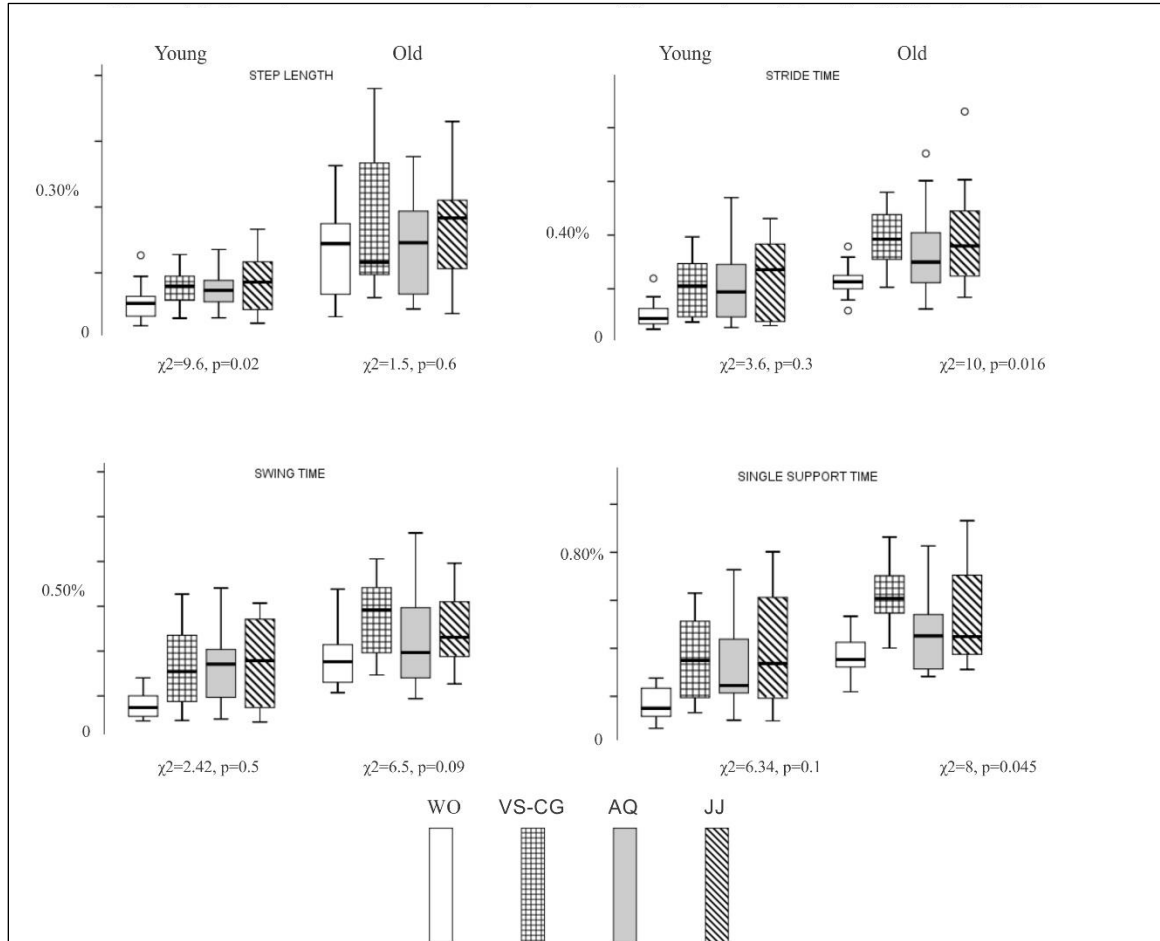 Young Old
STEP LENGTH
0.30%
0
χ2=9.6, p=0.02 χ2=1.5, p=0.6
Young Old
STRIDE TIME
0.40%
0
χ2=3.6, p=0.3 χ2=10, p=0.016
SWING TIME
0.50%
0
χ2=2.42, p=0.5 χ2=6.5, p=0.09
SINGLE SUPPORT TIME
0.80%
0
χ2=6.34, p=0.1 χ2=8, p=0.045
WO VS-CG AQ JJ